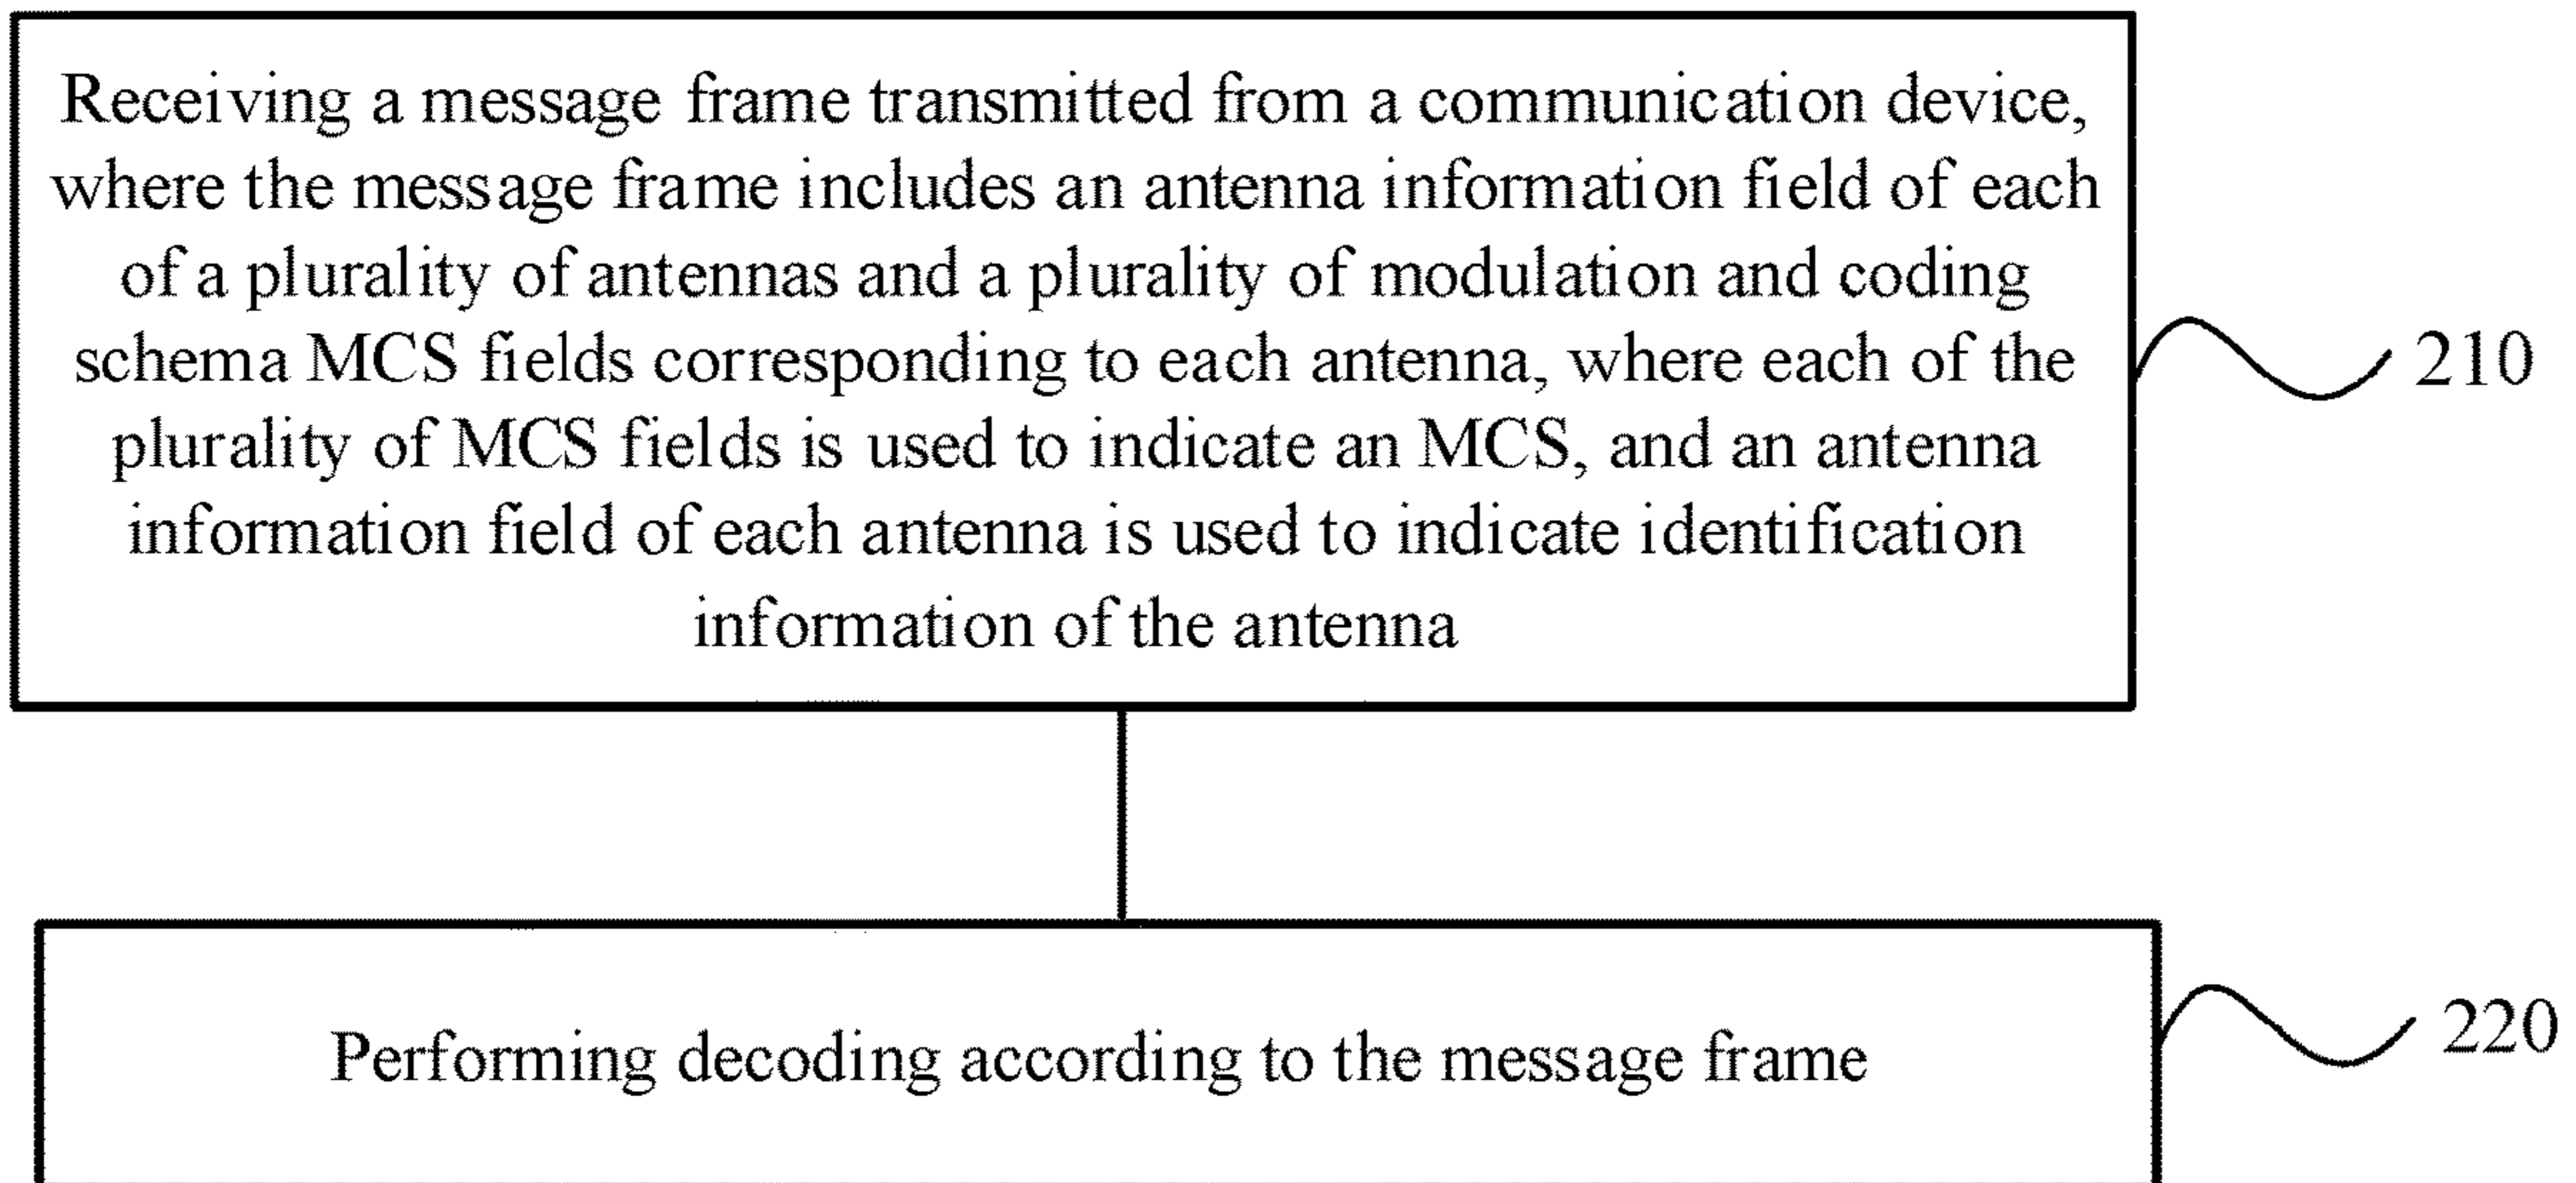 Receiving a message frame transmitted from a communication device,
where the message frame includes an antenna information field of each
of a plurality of antennas and a plurality of modulation and coding
schema MCS fields corresponding to each antenna, where each of the
plurality of MCS fields is used to indicate an MCS, and an antenna
information field of each antenna is used to indicate identification
information of the antenna
210
Performing decoding according to the message frame
220